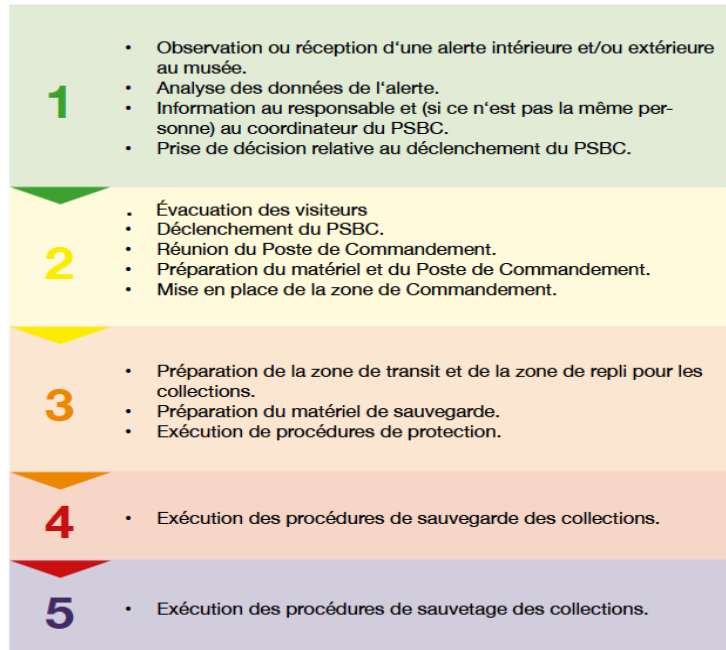 1
• Observation ou réception d‘une alerte intérieure et/ou extérieure
au musée.
• Analyse des données de l‘alerte.
• Information au responsable et (si ce n‘est pas la même per-
sonne) au coordinateur du PSBC.
• Prise de décision relative au déclenchement du PSBC.
2
. Évacuation des visiteurs
• Déclenchement du PSBC.
• Réunion du Poste de Commandement.
• Préparation du matériel et du Poste de Commandement.
• Mise en place de la zone de Commandement.
3
• Préparation de la zone de transit et de la zone de repli pour les
collections.
• Préparation du matériel de sauvegarde.
• Exécution de procédures de protection.
4
• Exécution des procédures de sauvegarde des collections.
5
• Exécution des procédures de sauvetage des collections.